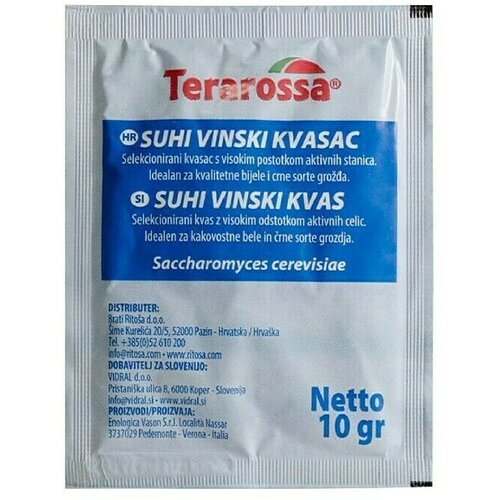 Terarossa®
HR SUHI VINSKI KVASAC
Selekcionirani kvasac s visokim postotkom aktivnih stanica.
Idealan za kvalitetne bijele i crne sorte grožđa.
SI SUHI VINSKI KVAS
Selekcionirani kvas z visokim odstotkom aktivnih celic.
Idealen za kakovostne bele in črne sorte grozdja.
Saccharomyces cerevisiae
DISTRIBUTER:
Brati Ritoša d.o.o.
Šime Kurelića 20/5, 52000 Pazin - Hrvatska / Hrvaška
Tel. +385(0)52 610 200
info@ritosa.com - www.ritosa.com
DOBAVITELJ ZA SLOVENIJO:
VIDRAL d.o.o.
Pristaniška ulica 8, 6000 Koper - Slovenija
info@vidral.si - www.vidral.si
PROIZVODI/PROIZVAJA:
Enologica Vason S.r.l. Località Nassar
3737029 Pedemonte - Verona - Italia
Netto
10 gr